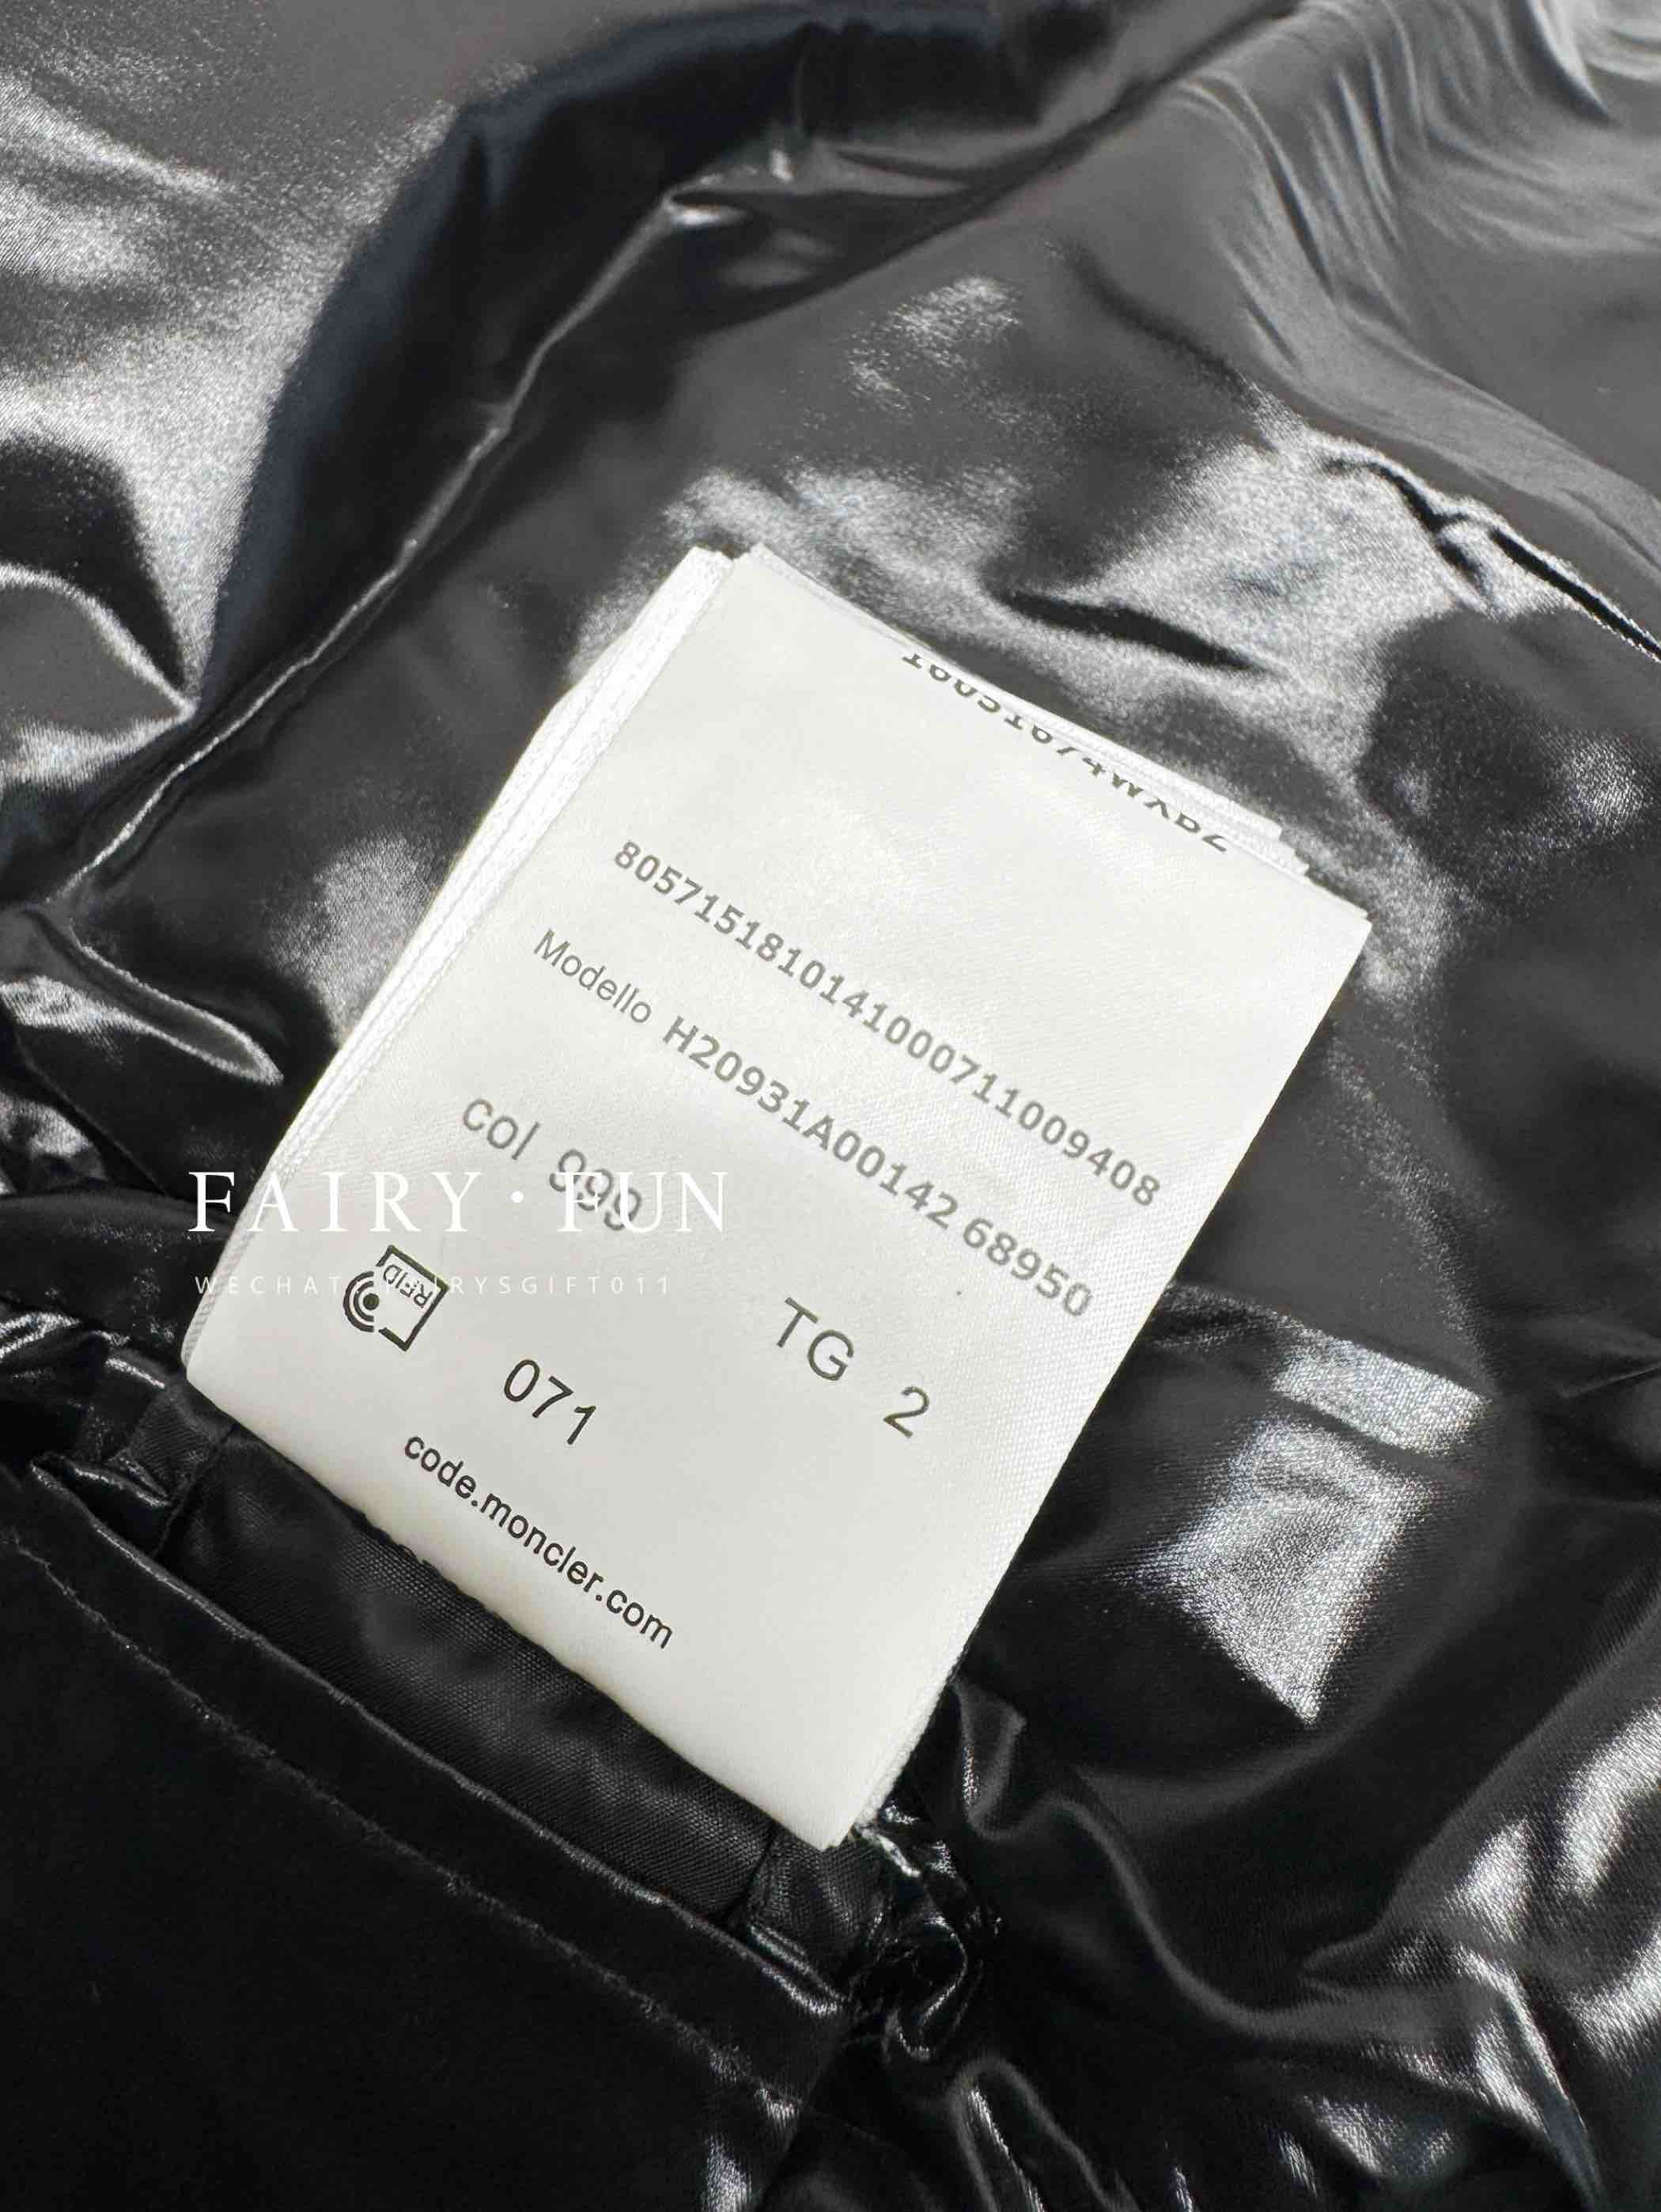 8057151810141000711009408
Modello H20931A00142 68950
col 999
TG 2
RFID
071
code.moncler.com
FAIRY·FUN